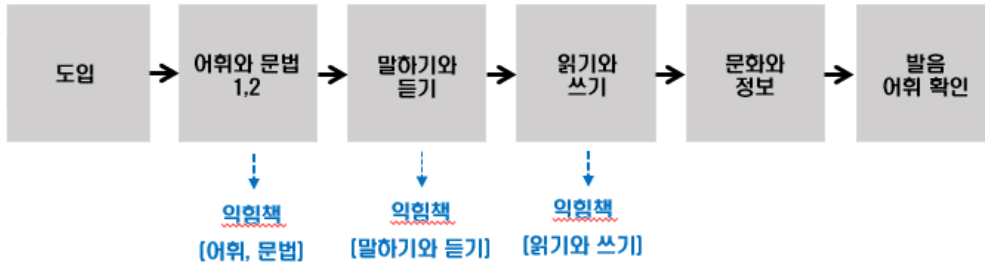 도입
어휘와 문법
1,2
말하기와
듣기
읽기와
쓰기
문화와
정보
발음
어휘 확인
익힘책
[어휘, 문법]
익힘책
[말하기와 듣기]
익힘책
[읽기와 쓰기]